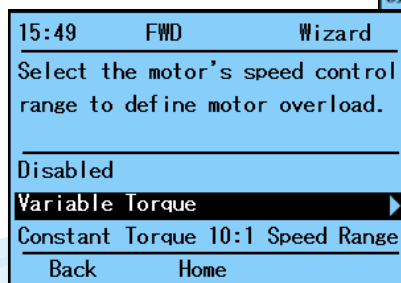 15:49 FWD Wizard
Select the motor's speed control
range to define motor overload.
Disabled
Variable Torque
Constant Torque 10:1 Speed Range
Back Home